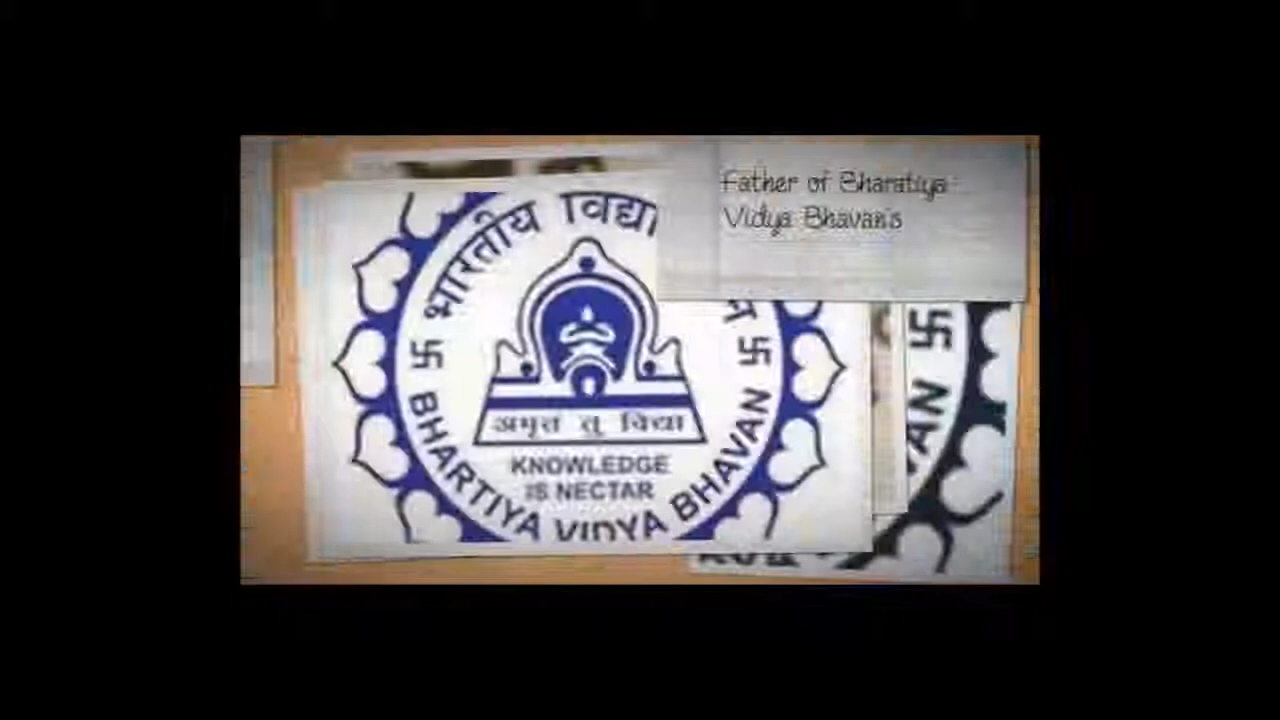 Father of Bharatiya
Vidya Bhavan's
भारतीय विद्या
अमृतं तु विद्या
KNOWLEDGE
IS NECTAR
BHARTIYA VIDYA BHAVAN